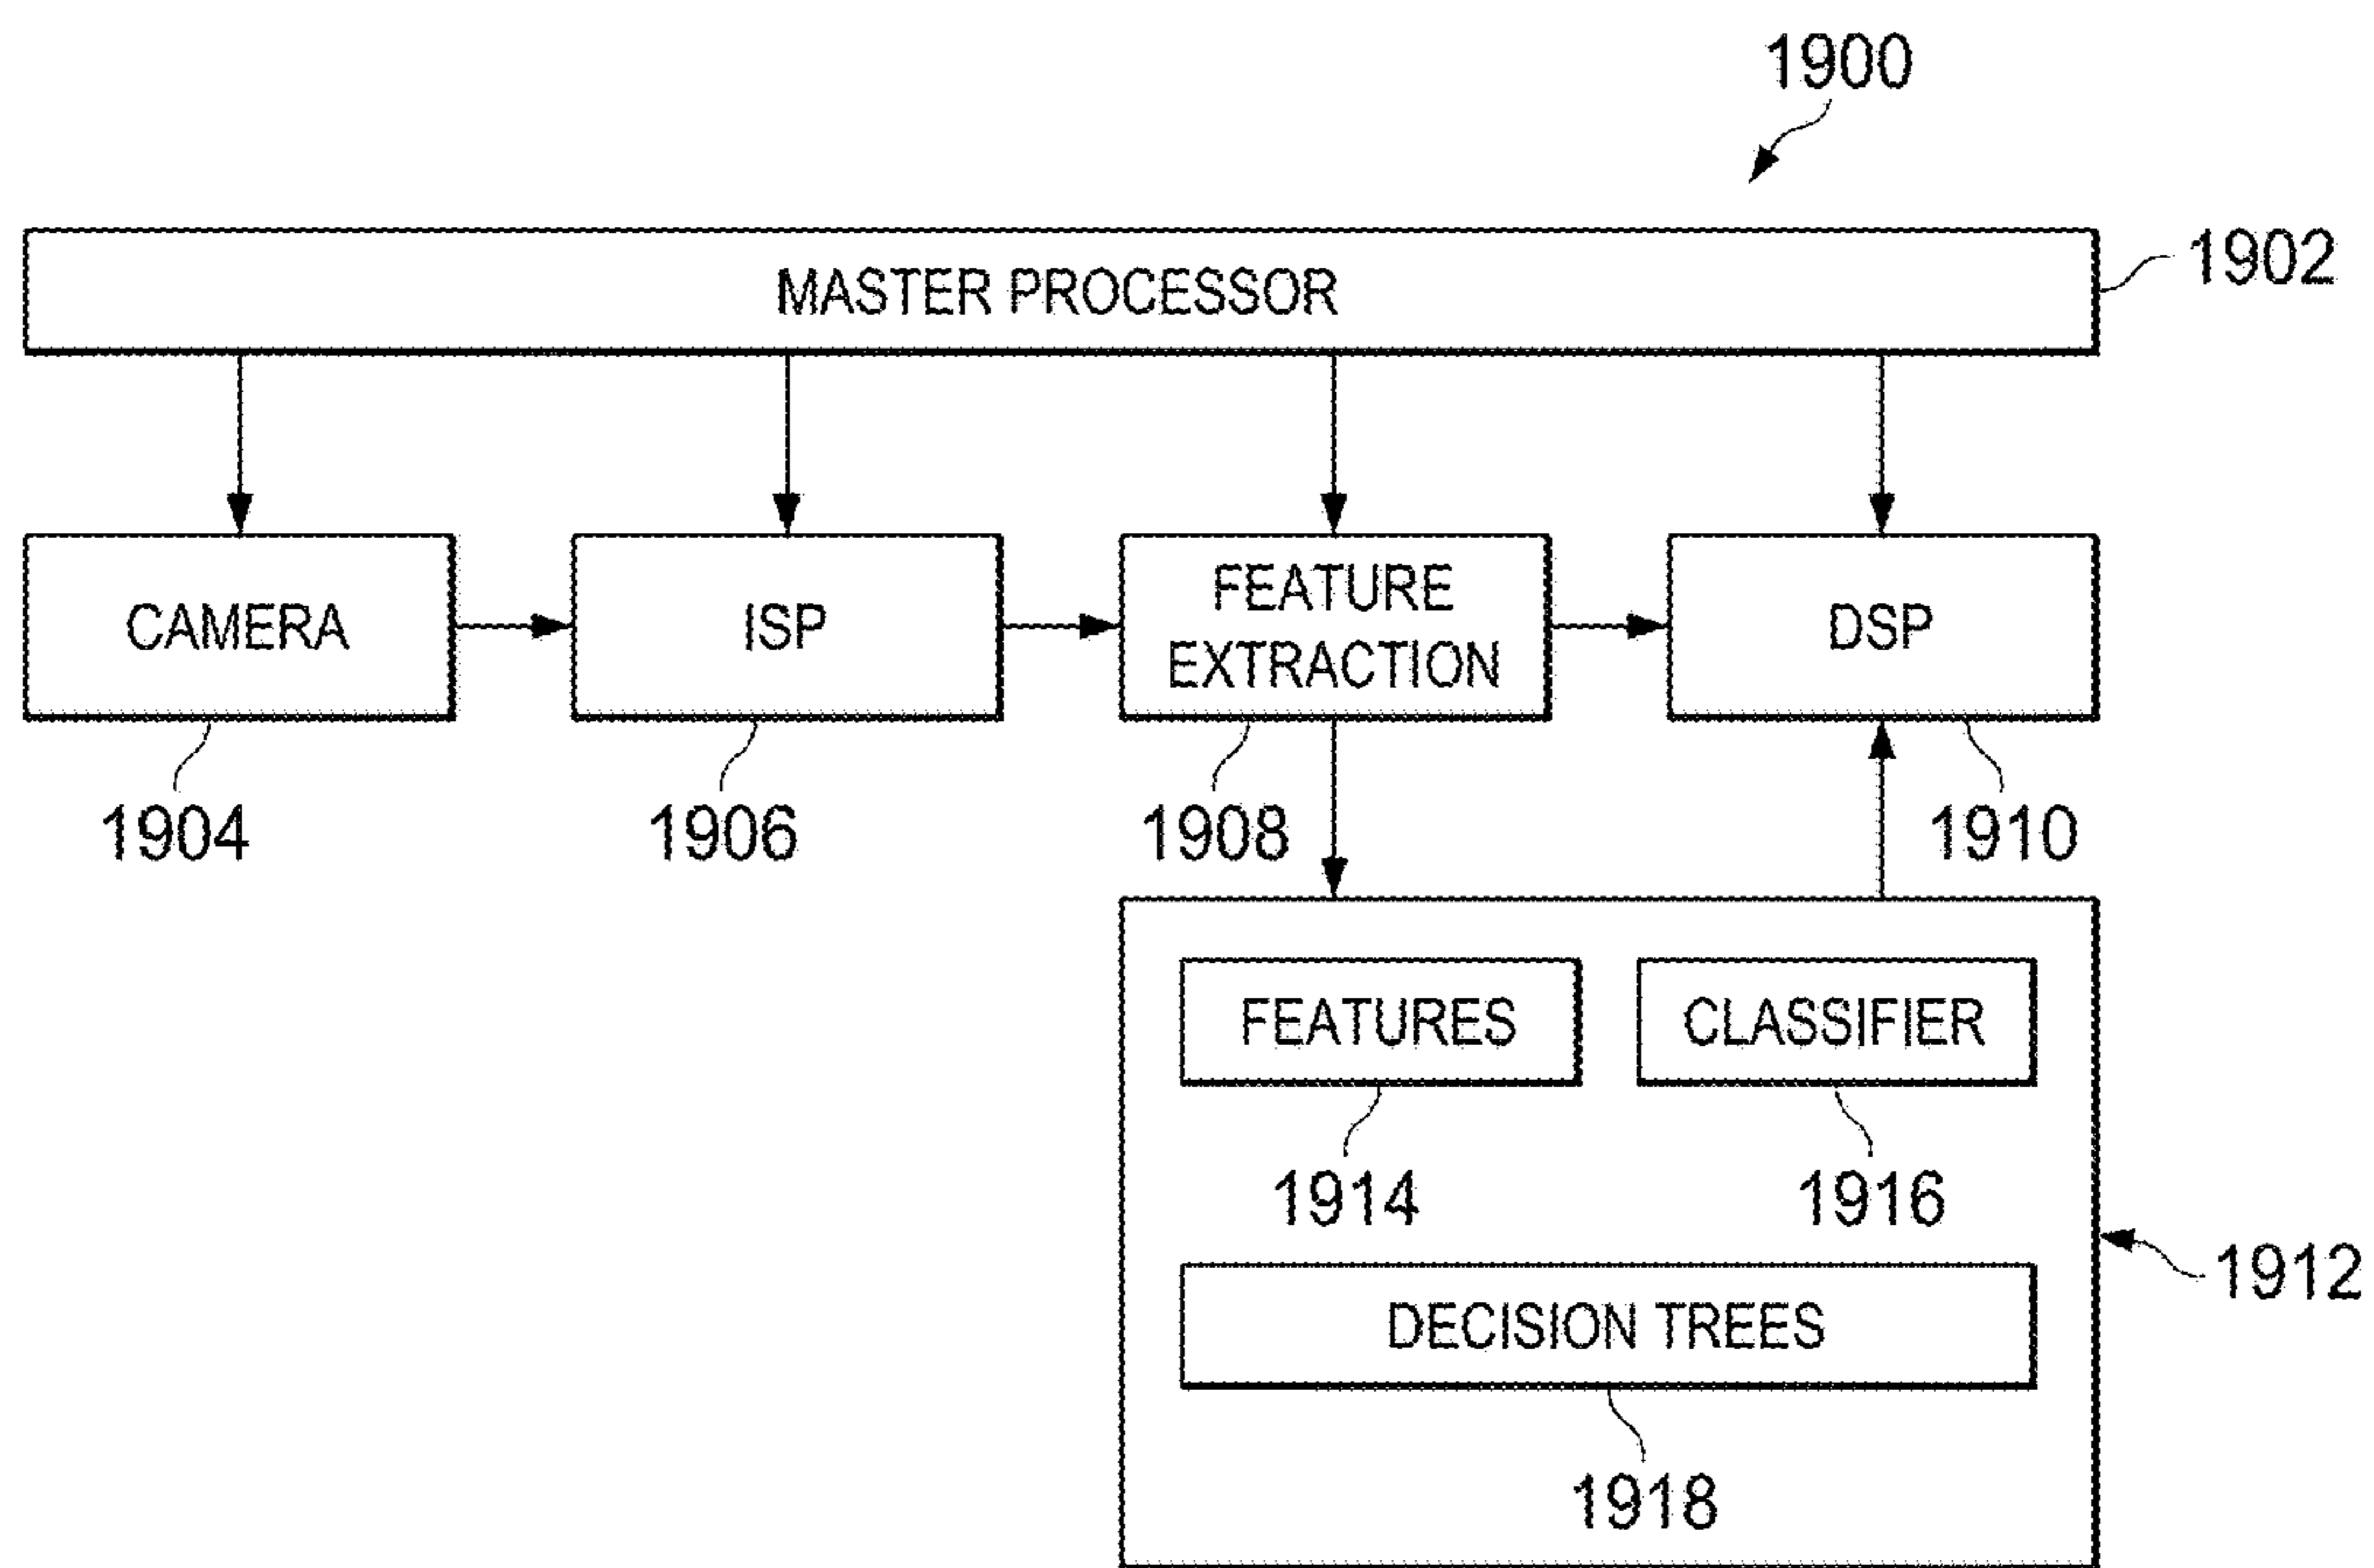 1900
MASTER PROCESSOR
1902
CAMERA
ISP
FEATURE
EXTRACTION
DSP
1904
1906
1908
1910
FEATURES
CLASSIFIER
1914
1916
1912
DECISION TREES
1918